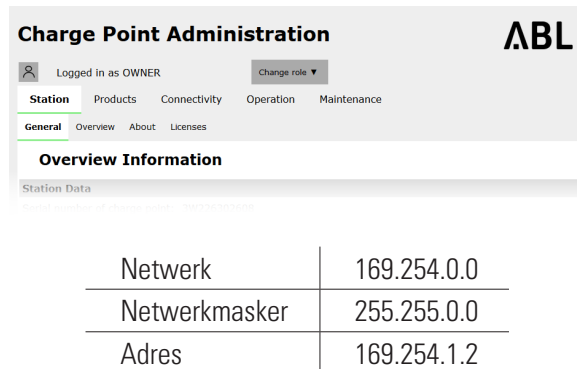 Charge Point Administration
ABL
Logged in as OWNER
Change role ▼
Station Products Connectivity Operation Maintenance
General Overview About Licenses
Overview Information
Station Data
Netwerk 169.254.0.0
Netwerkmasker 255.255.0.0
Adres 169.254.1.2